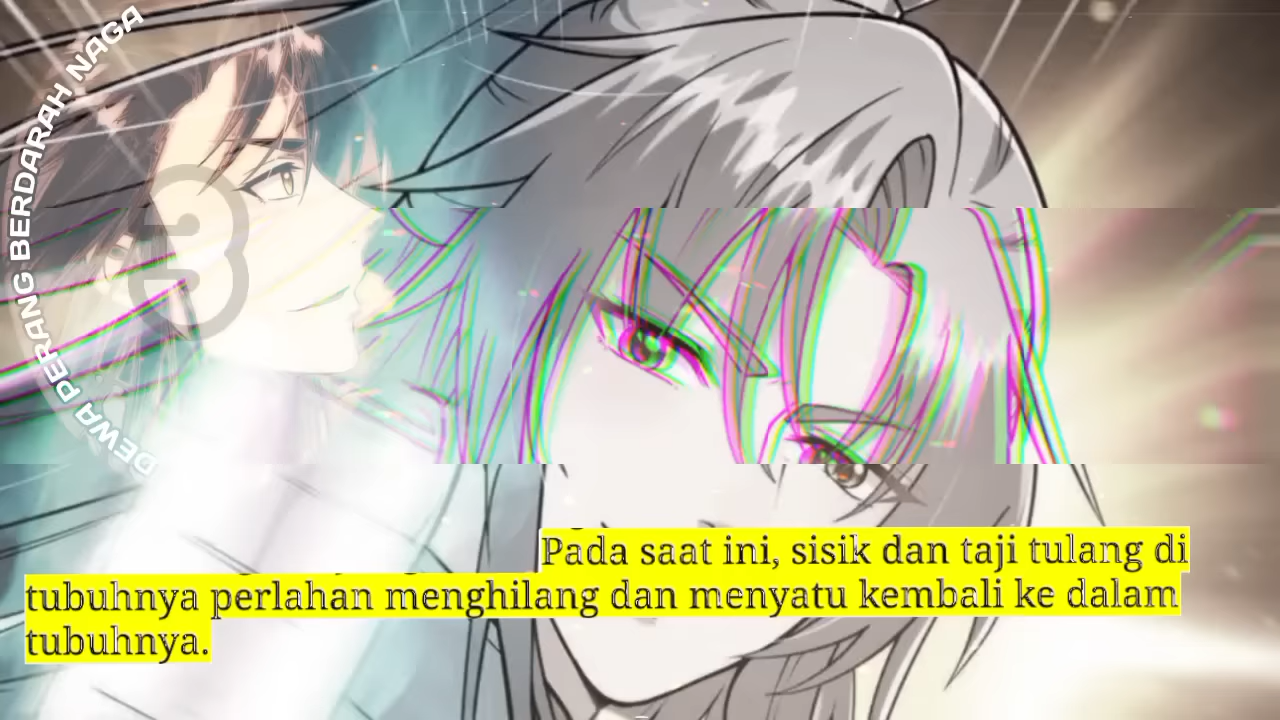 DEWA PERANG BERDARAH NAGA
Pada saat ini, sisik dan taji tulang di
tubuhnya perlahan menghilang dan menyatu kembali ke dalam
tubuhnya.